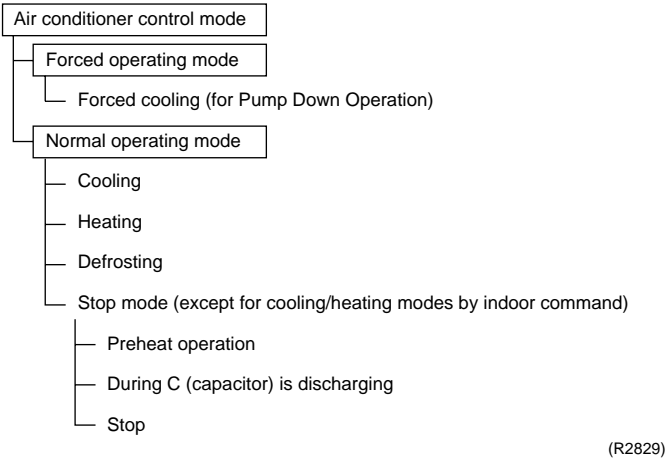 Air conditioner control mode
Forced operating mode
Forced cooling (for Pump Down Operation)
Normal operating mode
Cooling
Heating
Defrosting
Stop mode (except for cooling/heating modes by indoor command)
Preheat operation
During C (capacitor) is discharging
Stop
(R2829)